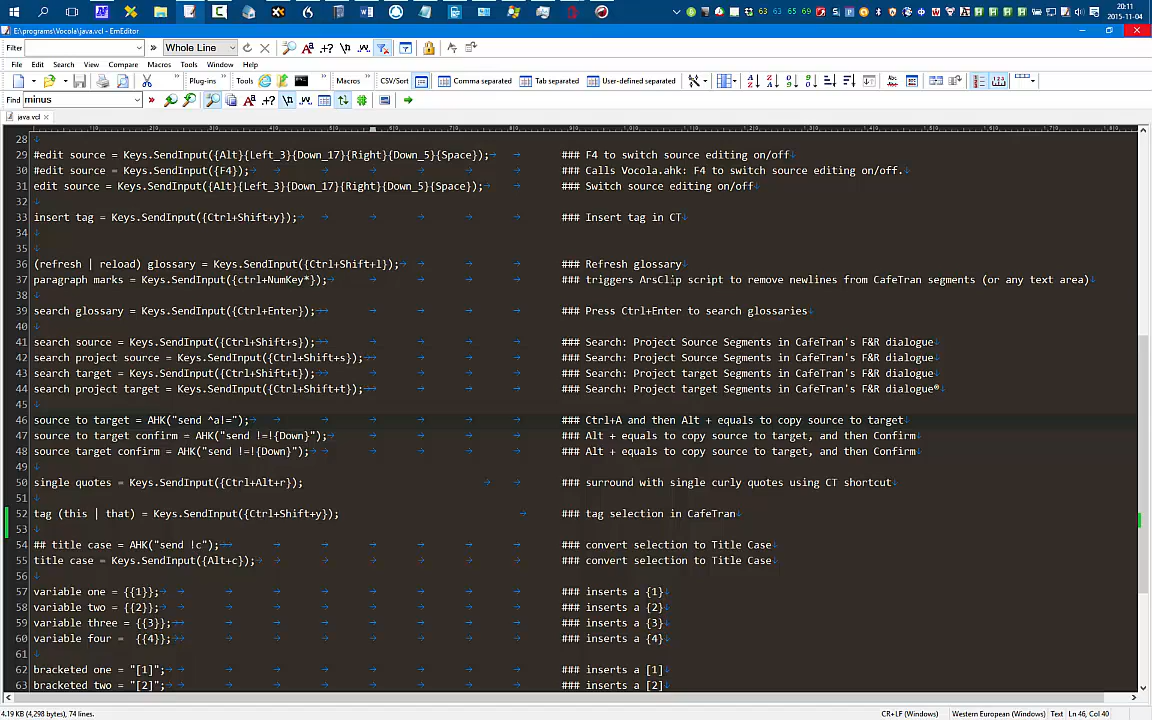 63 63 65 69
20:11
2015-11-04
E:\programs\Vocola\java.vcl - EmEditor
Filter Whole Line
File Edit Search View Compare Macros Tools Window Help
Plug-ins Tools Macros CSV/Sort Comma separated Tab separated User-defined separated
Find minus
java.vcl
28
29 #edit source = Keys.SendInput({Alt}{Left_3}{Down_17}{Right}{Down_5}{Space}); ### F4 to switch source editing on/off
30 #edit source = Keys.SendInput({F4}); ### Calls Vocola.ahk: F4 to switch source editing on/off.
31 edit source = Keys.SendInput({Alt}{Left_3}{Down_17}{Right}{Down_5}{Space}); ### Switch source editing on/off
32
33 insert tag = Keys.SendInput({Ctrl+Shift+y}); ### Insert tag in CT
34
35
36 (refresh | reload) glossary = Keys.SendInput({Ctrl+Shift+l}); ### Refresh glossary
37 paragraph marks = Keys.SendInput({ctrl+NumKey*}); ### triggers ArsClip script to remove newlines from CafeTran segments (or any text area)
38
39 search glossary = Keys.SendInput({Ctrl+Enter}); ### Press Ctrl+Enter to search glossaries
40
41 search source = Keys.SendInput({Ctrl+Shift+s}); ### Search: Project Source Segments in CafeTran's F&R dialogue
42 search project source = Keys.SendInput({Ctrl+Shift+s}); ### Search: Project Source Segments in CafeTran's F&R dialogue
43 search target = Keys.SendInput({Ctrl+Shift+t}); ### Search: Project target Segments in CafeTran's F&R dialogue
44 search project target = Keys.SendInput({Ctrl+Shift+t}); ### Search: Project target Segments in CafeTran's F&R dialogue®
45
46 source to target = AHK("send ^a!="); ### Ctrl+A and then Alt + equals to copy source to target
47 source to target confirm = AHK("send !=!{Down}"); ### Alt + equals to copy source to target, and then Confirm
48 source target confirm = AHK("send !=!{Down}"); ### Alt + equals to copy source to target, and then Confirm
49
50 single quotes = Keys.SendInput({Ctrl+Alt+r}); ### surround with single curly quotes using CT shortcut
51
52 tag (this | that) = Keys.SendInput({Ctrl+Shift+y}); ### tag selection in CafeTran
53
54 ## title case = AHK("send !c"); ### convert selection to Title Case
55 title case = Keys.SendInput({Alt+c}); ### convert selection to Title Case
56
57 variable one = {{1}}; ### inserts a {1}
58 variable two = {{2}}; ### inserts a {2}
59 variable three = {{3}}; ### inserts a {3}
60 variable four = {{4}}; ### inserts a {4}
61
62 bracketed one = "[1]"; ### inserts a [1]
63 bracketed two = "[2]"; ### inserts a [2]
4.19 KB (4,298 bytes), 74 lines. CR+LF (Windows) Western European (Windows) Text Ln 46, Col 40